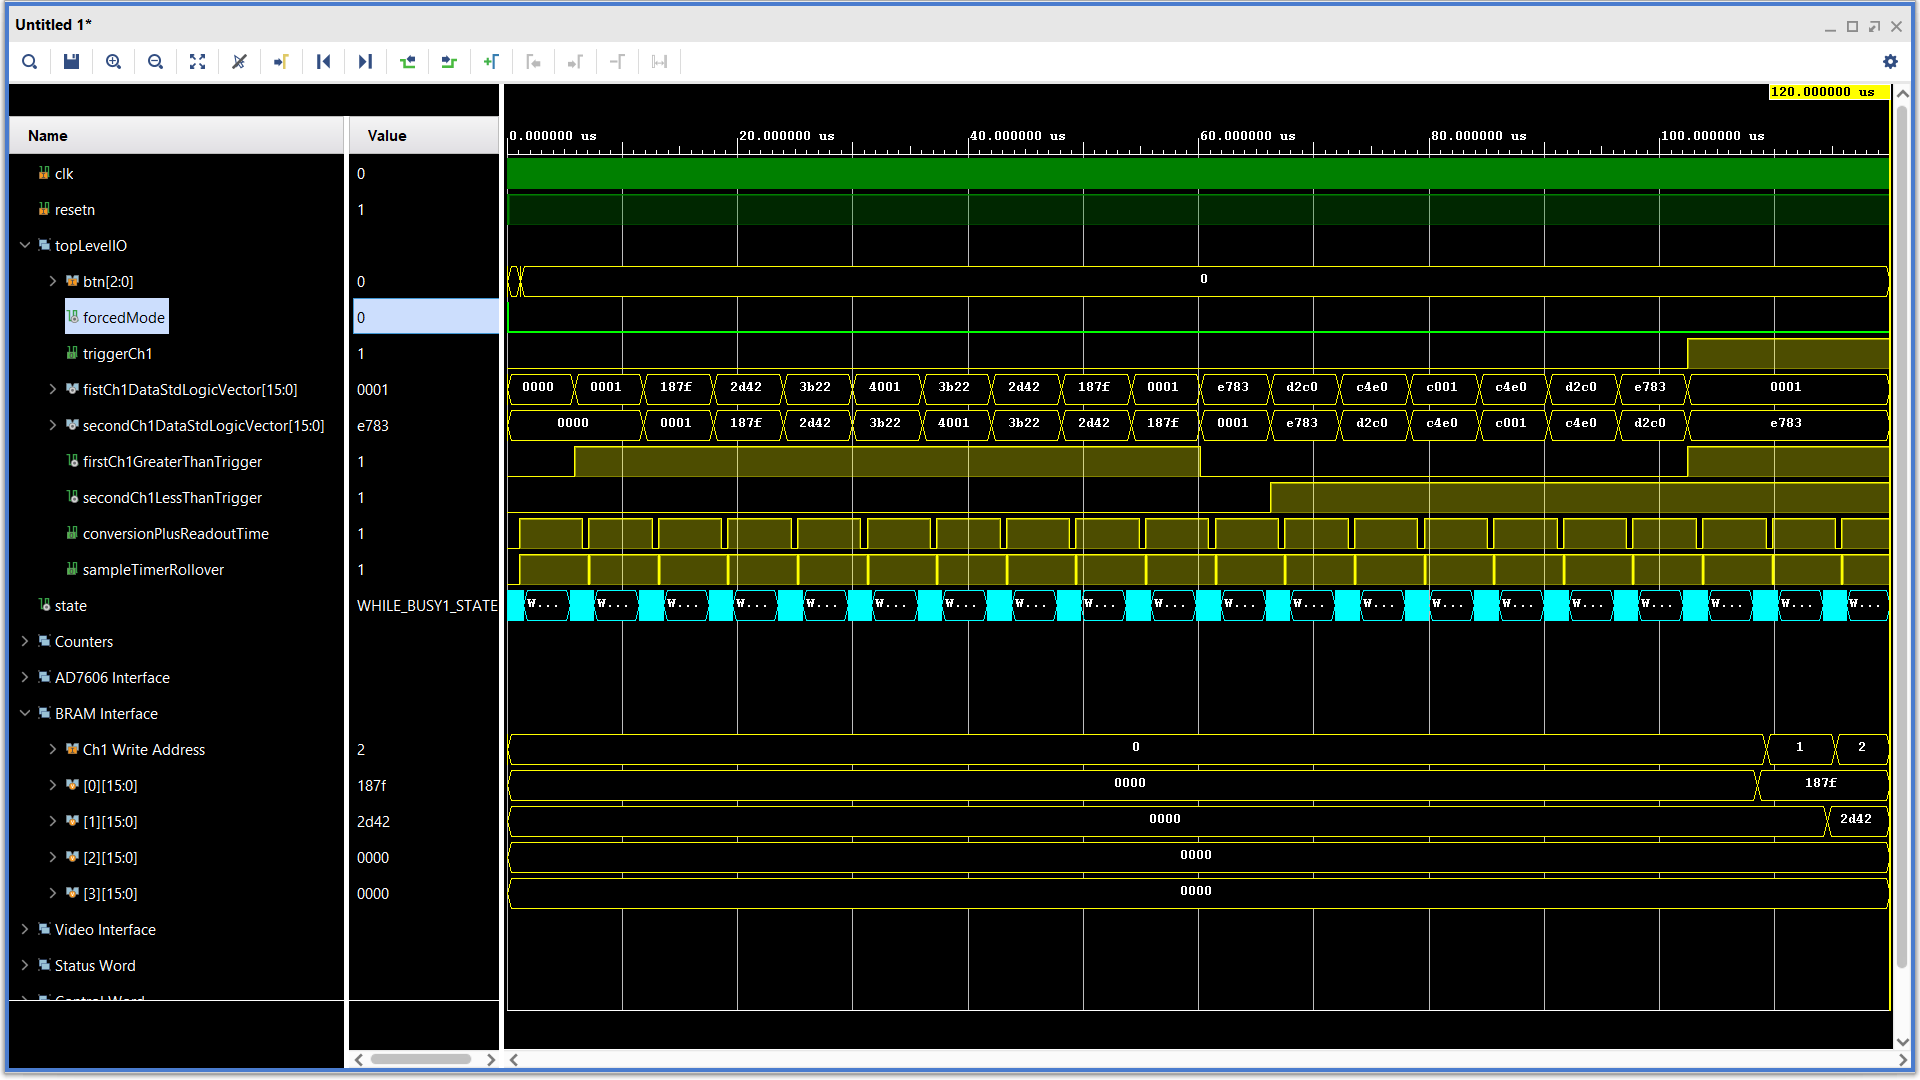 Untitled 1*
120.000000 us
Name Value
0.000000 us 20.000000 us 40.000000 us 60.000000 us 80.000000 us 100.000000 us
clk 0
resetn 1
topLevelIO
btn[2:0] 0 0
forcedMode 0
triggerCh1 1
fistCh1DataStdLogicVector[15:0] 0001 0000 0001 187f 2d42 3b22 4001 3b22 2d42 187f 0001 e783 d2c0 c4e0 c001 c4e0 d2c0 e783 0001
secondCh1DataStdLogicVector[15:0] e783 0000 0001 187f 2d42 3b22 4001 3b22 2d42 187f 0001 e783 d2c0 c4e0 c001 c4e0 d2c0 e783
firstCh1GreaterThanTrigger 1
secondCh1LessThanTrigger 1
conversionPlusReadoutTime 1
sampleTimerRollover 1
state WHILE_BUSY1_STATE W... W... W... W... W... W... W... W... W... W... W... W... W... W... W... W... W... W... W... W...
Counters
AD7606 Interface
BRAM Interface
Ch1 Write Address 2 0 1 2
[0][15:0] 187f 0000 187f
[1][15:0] 2d42 0000 2d42
[2][15:0] 0000 0000
[3][15:0] 0000 0000
Video Interface
Status Word
Control Word